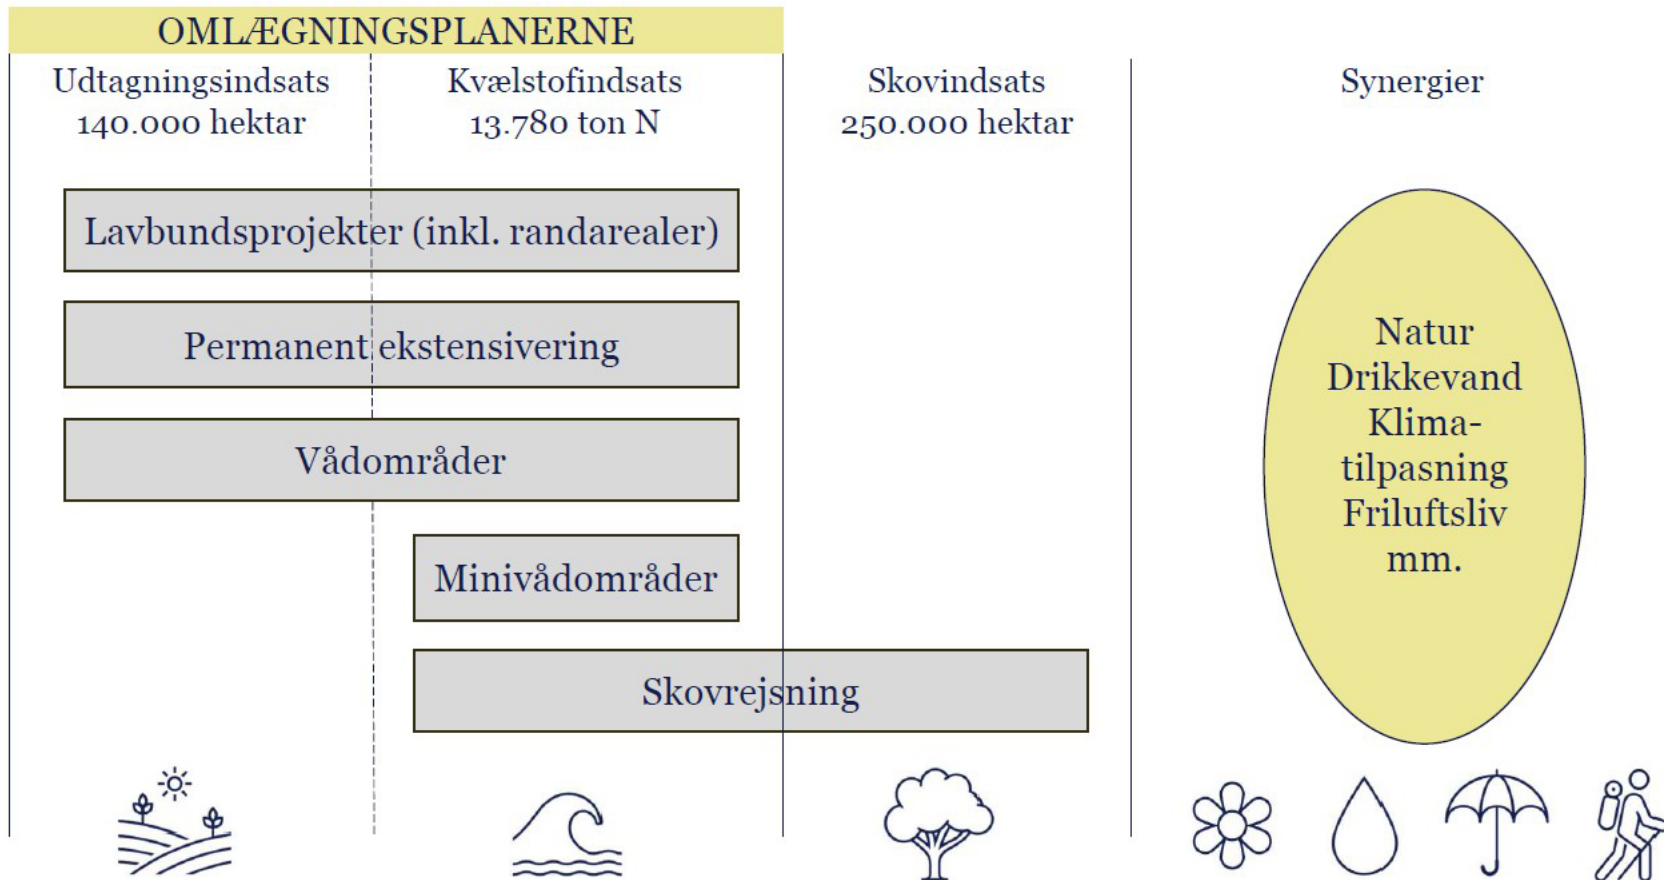 OMLÆGNINGSPLANERNE
Udtagningsindsats
140.000 hektar
Kvælstofindsats
13.780 ton N
Skovindsats
250.000 hektar
Synergier
Lavbundsprojekter (inkl. randarealer)
Permanent ekstensivering
Vådområder
Minivådområder
Skovrejsning
Natur
Drikkevand
Klima-
tilpasning
Friluftsliv
mm.